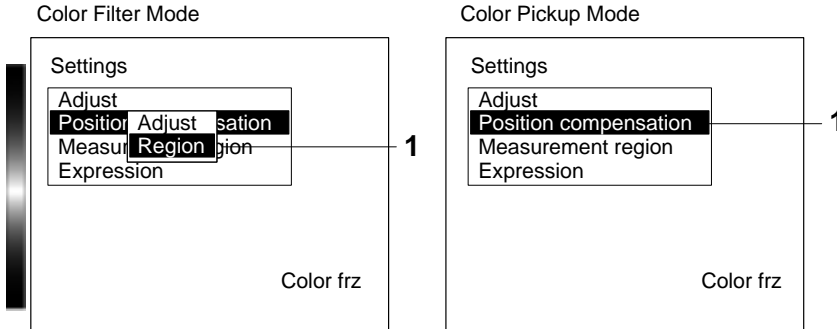 Color Filter Mode
Settings
Adjust
Position Adjust sation
Measur Region gion
Expression
Color frz
1
Color Pickup Mode
Settings
Adjust
Position compensation
Measurement region
Expression
Color frz
1